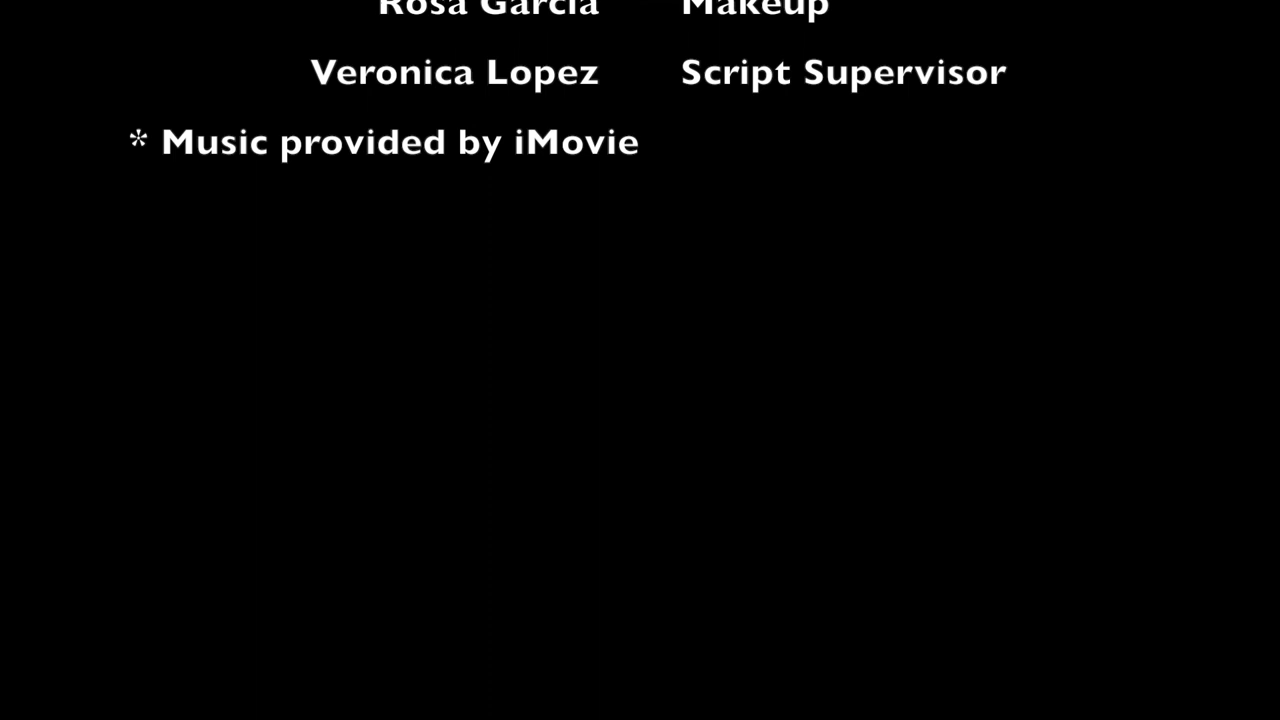 Rosa Garcia Makeup
Veronica Lopez Script Supervisor
* Music provided by iMovie